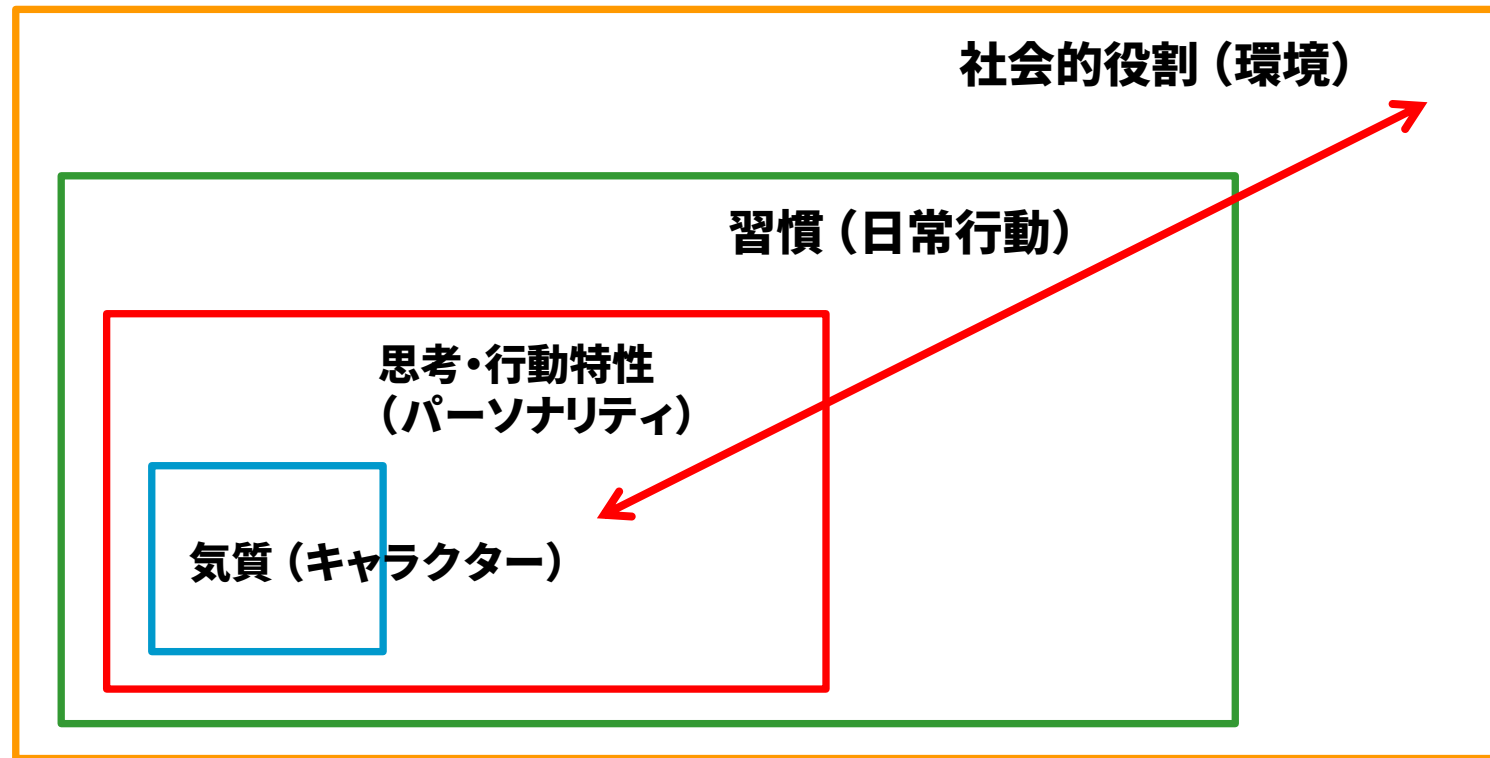 社会的役割（環境）
習慣（日常行動）
思考・行動特性
（パーソナリティ）
気質（キャラクター）